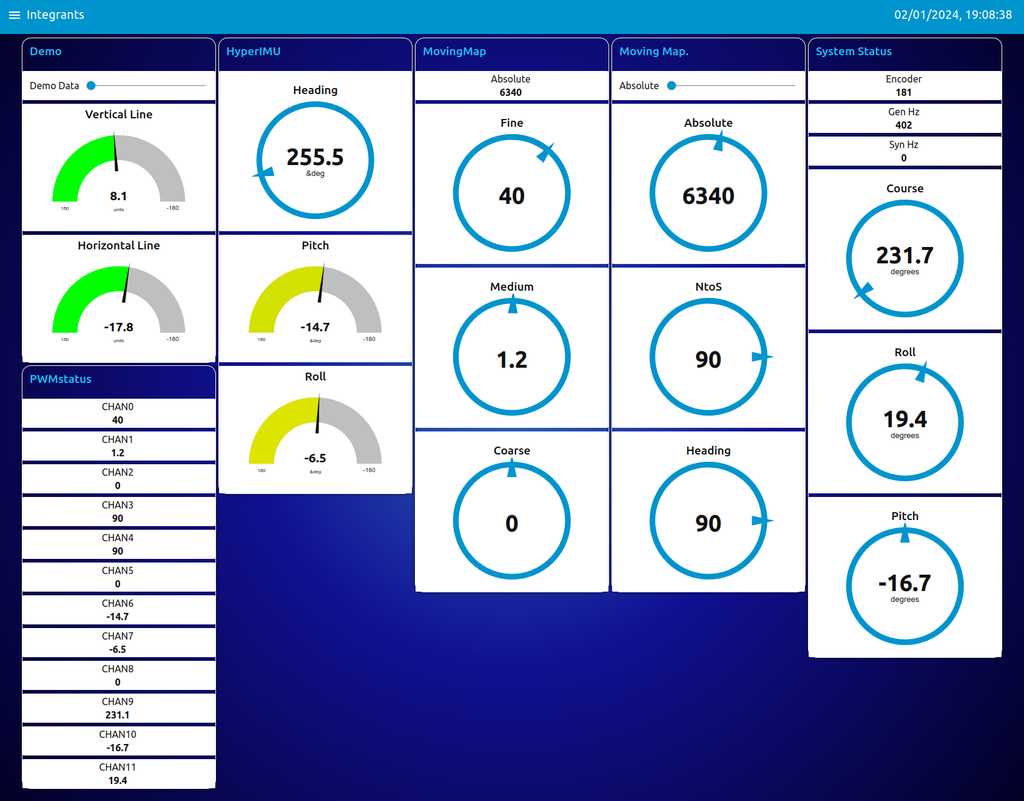 Integrants
02/01/2024, 19:08:38
Demo
Demo Data
Vertical Line
8.1
units
180
-180
Horizontal Line
-17.8
units
180
-180
PWMstatus
CHAN0
40
CHAN1
1.2
CHAN2
0
CHAN3
90
CHAN4
90
CHAN5
0
CHAN6
-14.7
CHAN7
-6.5
CHAN8
0
CHAN9
231.1
CHAN10
-16.7
CHAN11
19.4
HyperIMU
Heading
255.5
&deg
Pitch
-14.7
&deg
180
-180
Roll
-6.5
&deg
180
-180
MovingMap
Absolute
6340
Fine
40
Medium
1.2
Coarse
0
Moving Map.
Absolute
Absolute
6340
NtoS
90
Heading
90
System Status
Encoder
181
Gen Hz
402
Syn Hz
0
Course
231.7
degrees
Roll
19.4
degrees
Pitch
-16.7
degrees